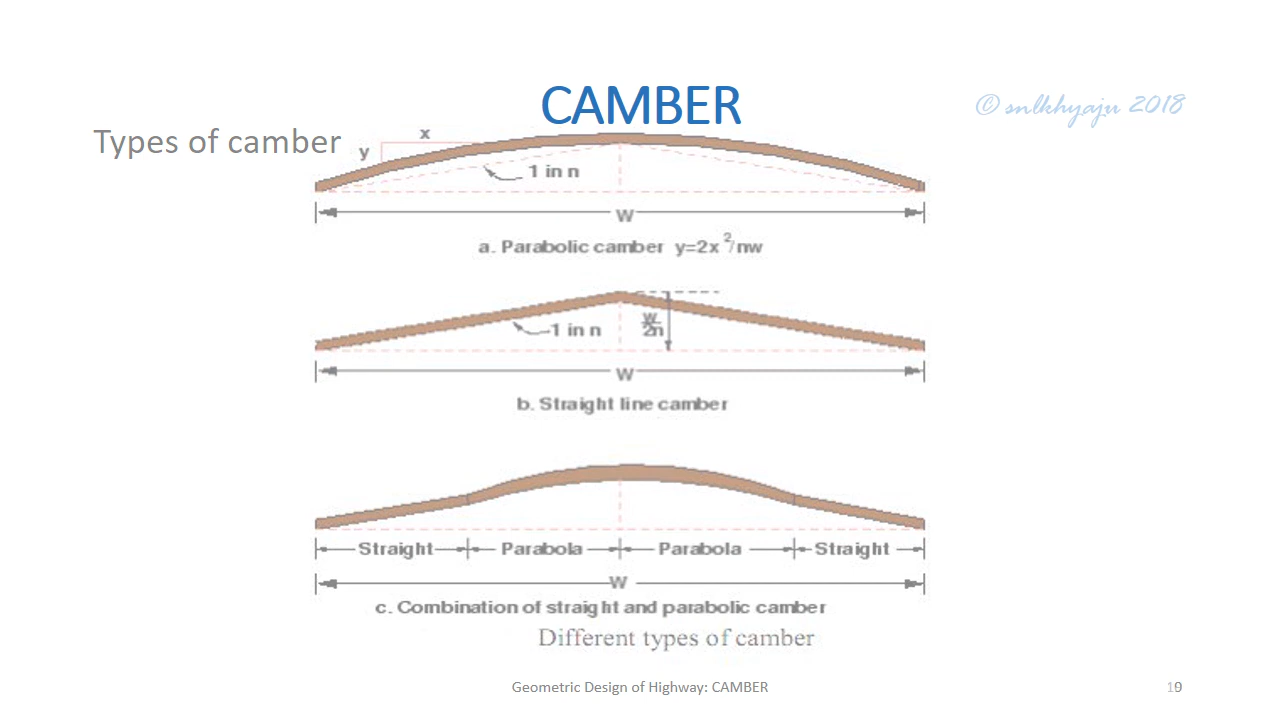 CAMBER
© snlkhyaju 2018
Types of camber
x
y
1 in n
W
a. Parabolic camber y=2x²/nw
1 in n
w
2n
W
b. Straight line camber
Straight Parabola Parabola Straight
W
c. Combination of straight and parabolic camber
Different types of camber
Geometric Design of Highway: CAMBER